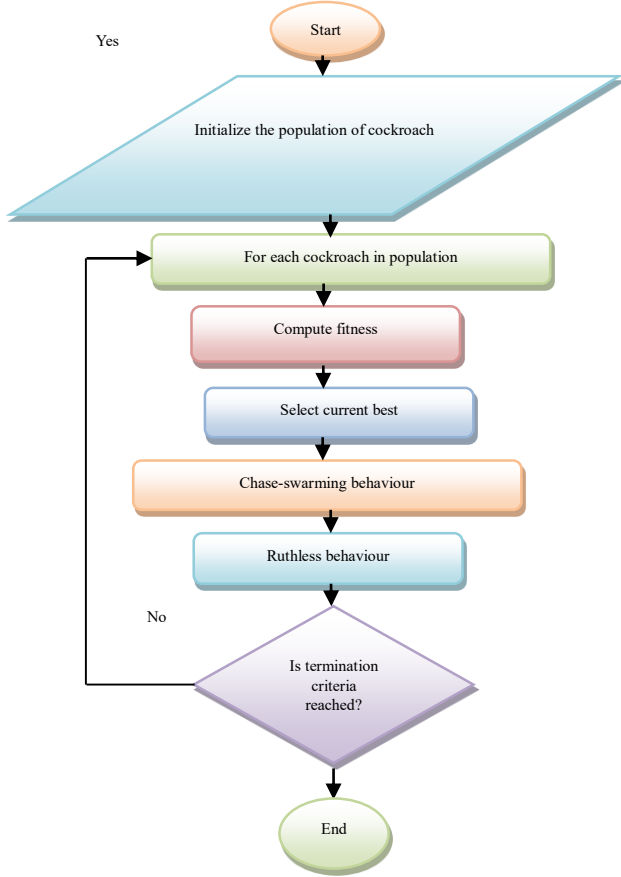 Start
Yes
Initialize the population of cockroach
For each cockroach in population
Compute fitness
Select current best
Chase-swarming behaviour
Ruthless behaviour
No
Is termination
criteria
reached?
End